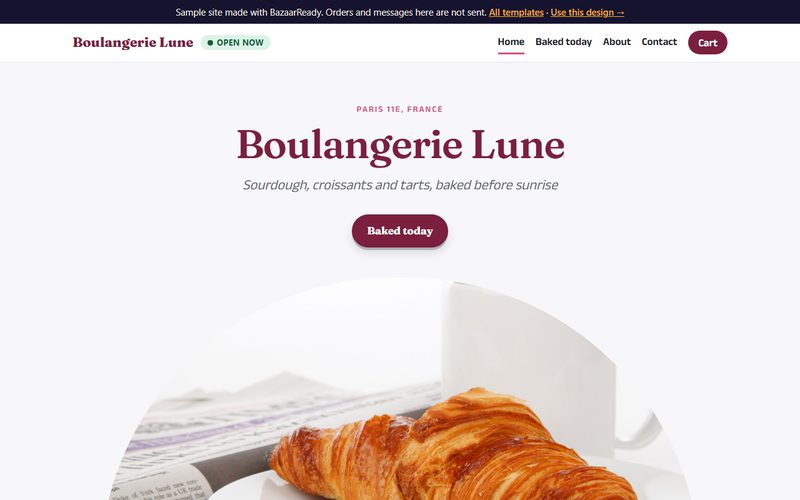 Sample site made with BazaarReady. Orders and messages here are not sent. All templates · Use this design →
Boulangerie Lune
OPEN NOW
Home
Baked today
About
Contact
Cart
PARIS 11E, FRANCE
Boulangerie Lune
Sourdough, croissants and tarts, baked before sunrise
Baked today